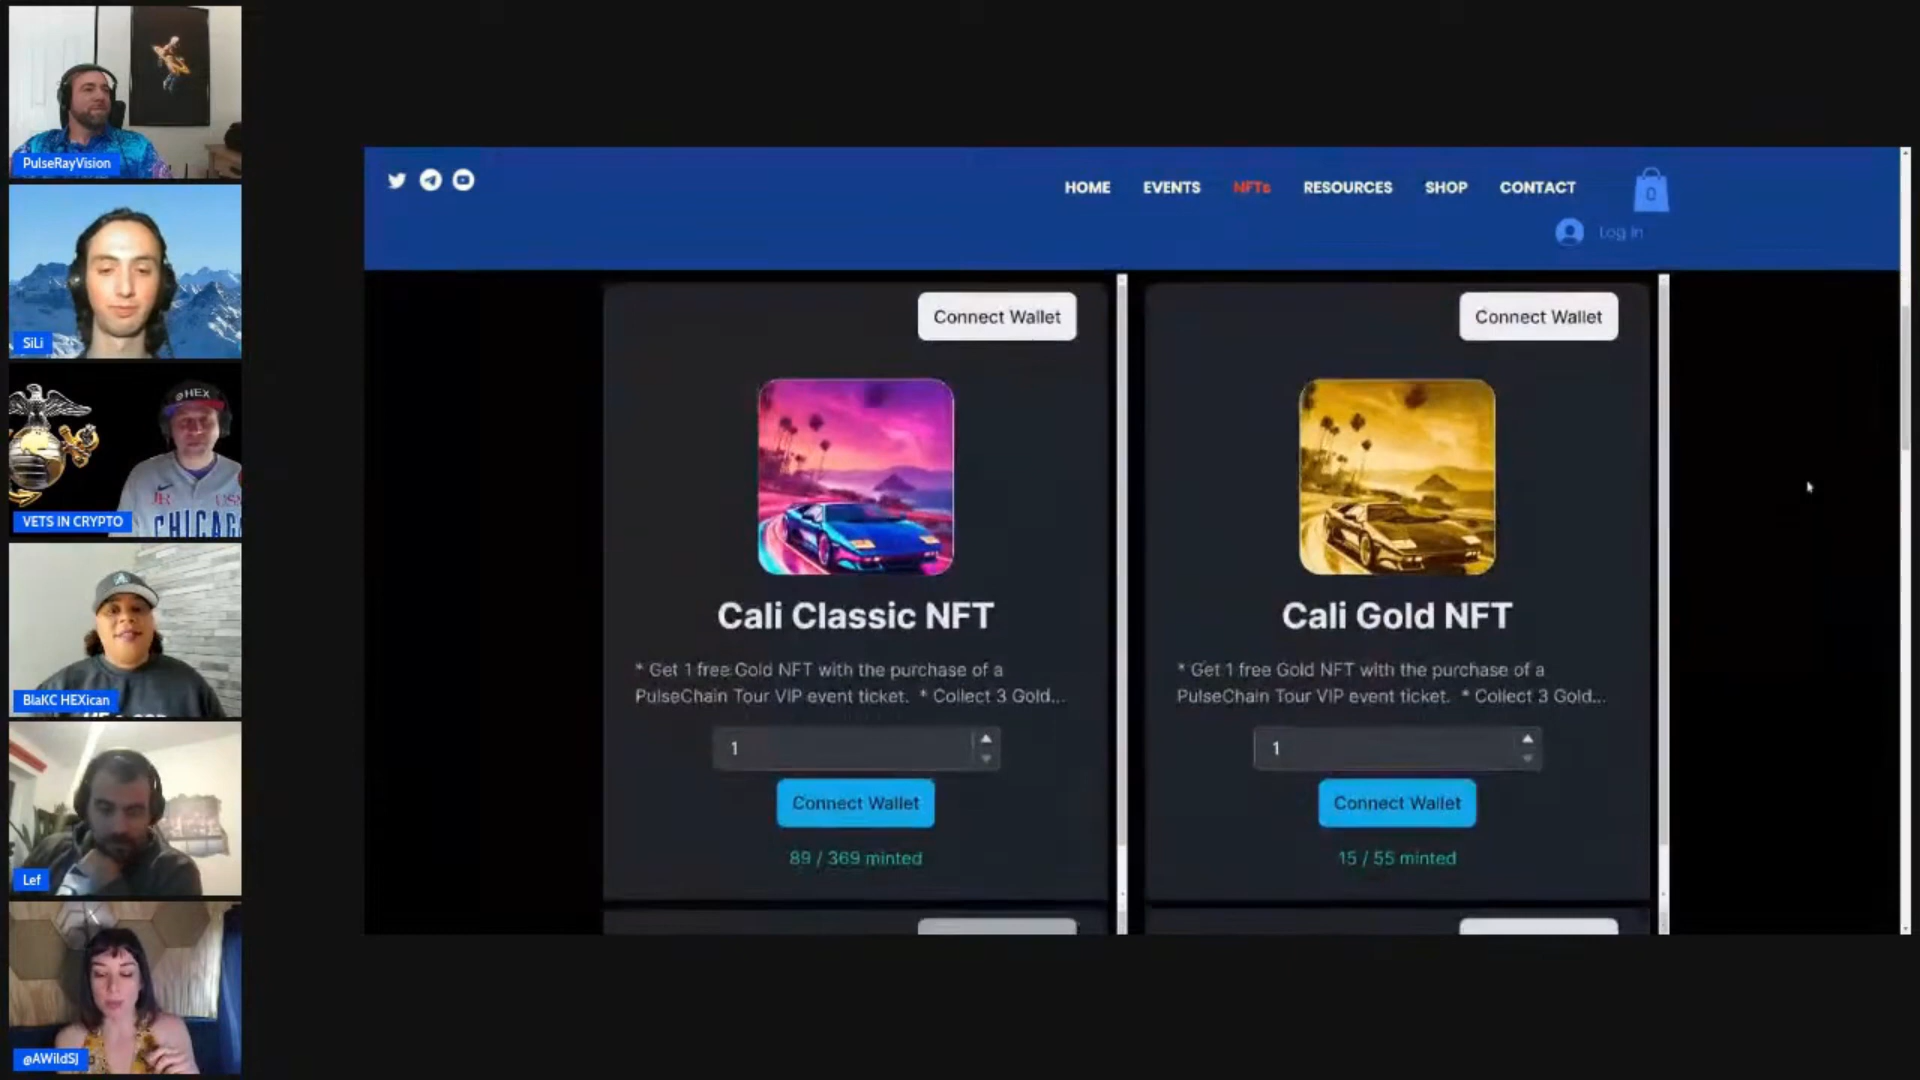 PulseRayVision
SiLi
@HEX
CHICAG
VETS IN CRYPTO
BlaKC HEXican
Lef
@AWildSJ
HOME EVENTS NFTs RESOURCES SHOP CONTACT
0
Log In
Connect Wallet
Cali Classic NFT
* Get 1 free Gold NFT with the purchase of a
PulseChain Tour VIP event ticket. * Collect 3 Gold...
1
Connect Wallet
89 / 369 minted
Connect Wallet
Cali Gold NFT
* Get 1 free Gold NFT with the purchase of a
PulseChain Tour VIP event ticket. * Collect 3 Gold...
1
Connect Wallet
15 / 55 minted